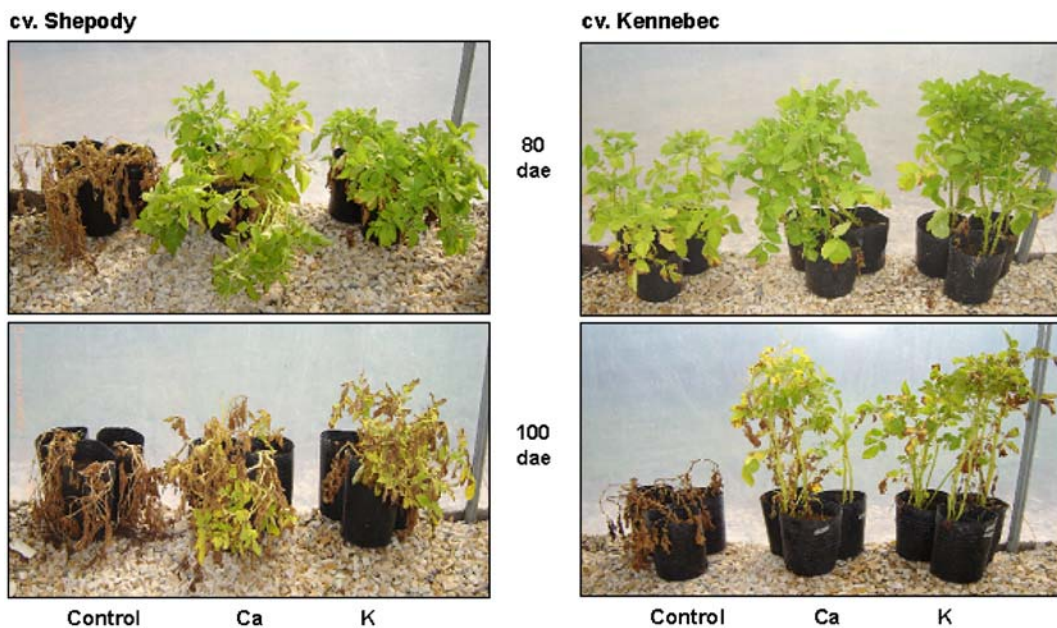 cv. Shepody
cv. Kennebec
80
dae
100
dae
Control Ca K
Control Ca K